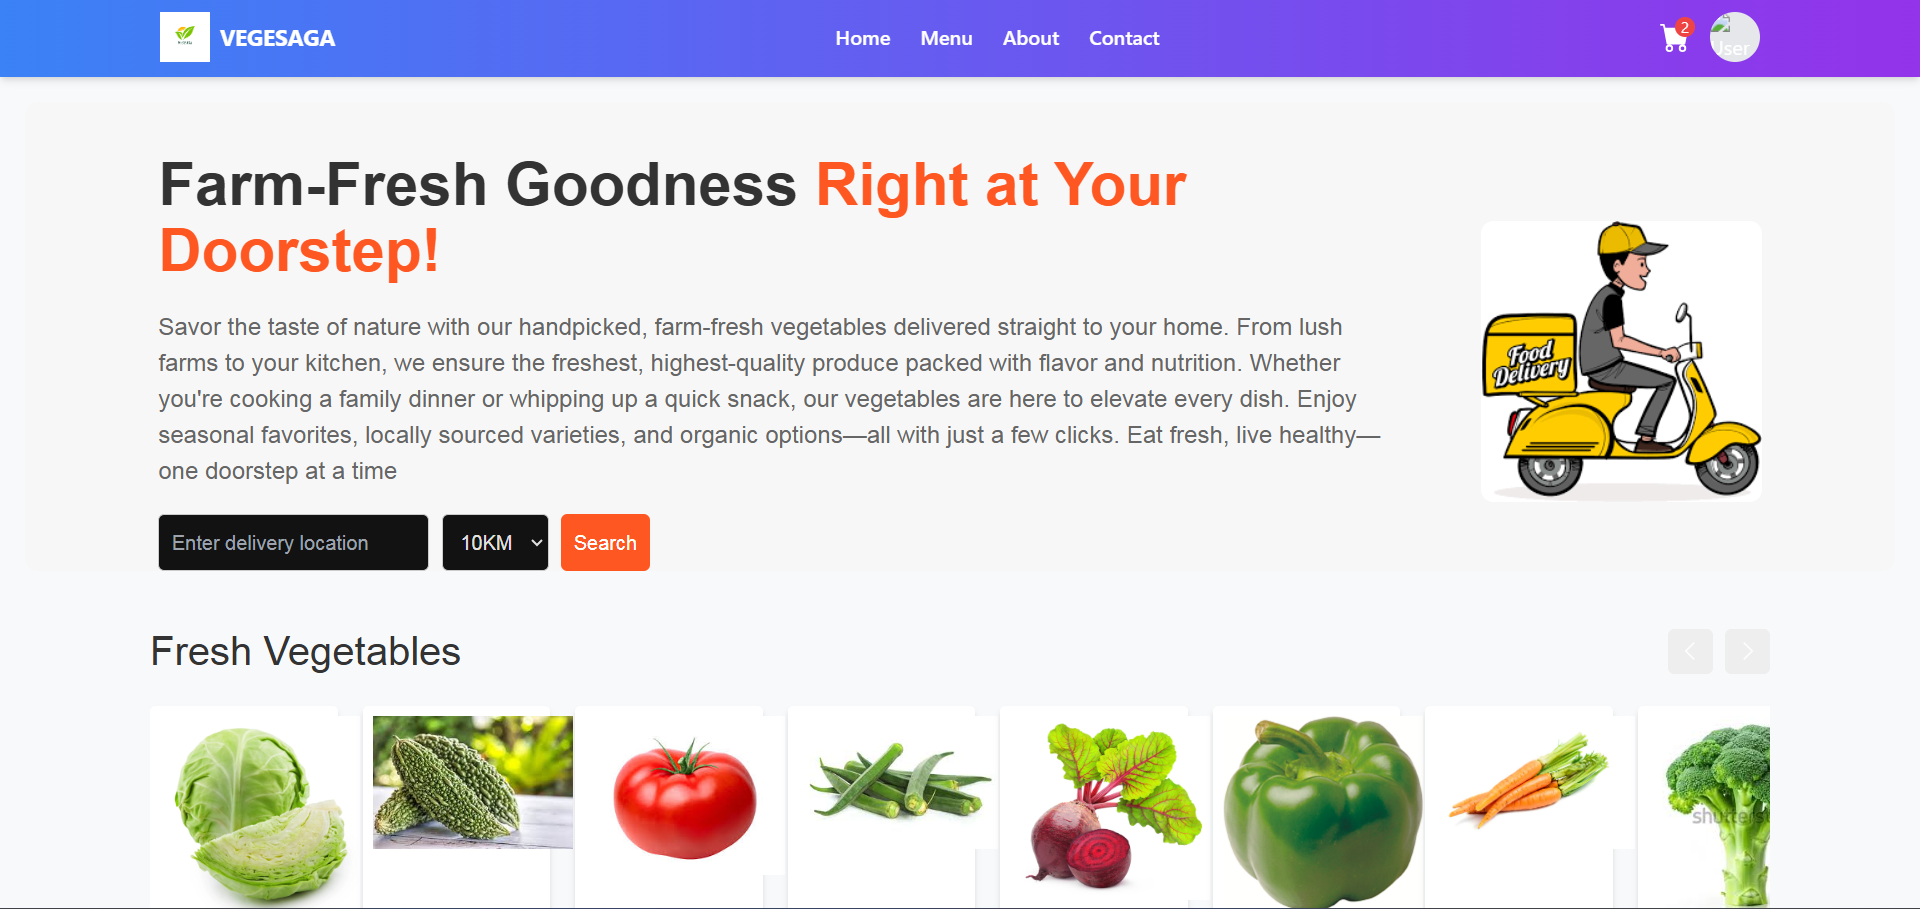 VEGESAGA
Home
Menu
About
Contact
2
User
Farm-Fresh Goodness Right at Your
Doorstep!
Savor the taste of nature with our handpicked, farm-fresh vegetables delivered straight to your home. From lush
farms to your kitchen, we ensure the freshest, highest-quality produce packed with flavor and nutrition. Whether
you're cooking a family dinner or whipping up a quick snack, our vegetables are here to elevate every dish. Enjoy
seasonal favorites, locally sourced varieties, and organic options—all with just a few clicks. Eat fresh, live healthy—
one doorstep at a time
Food
Delivery
Enter delivery location
10KM
Search
Fresh Vegetables
shutterst